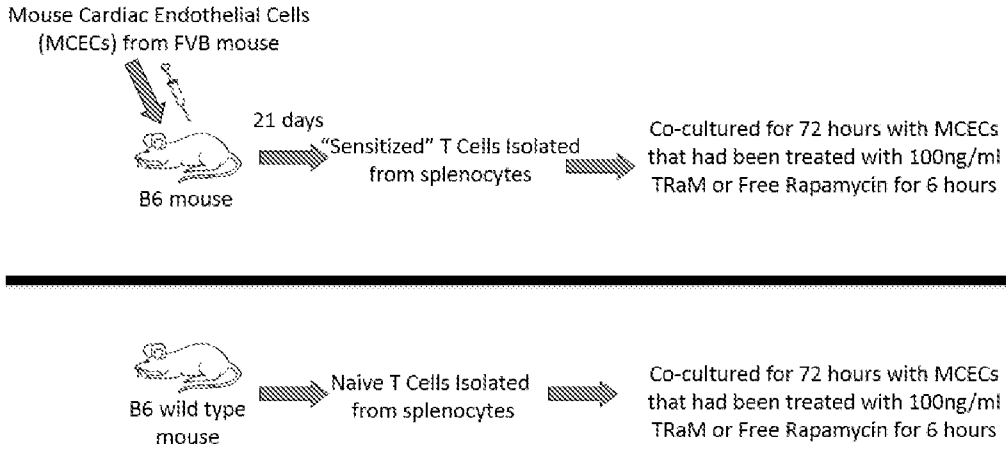 Mouse Cardiac Endothelial Cells
(MCECs) from FVB mouse
B6 mouse
21 days
“Sensitized” T Cells Isolated
from splenocytes
Co-cultured for 72 hours with MCECs
that had been treated with 100ng/ml
TRaM or Free Rapamycin for 6 hours
B6 wild type
mouse
Naive T Cells Isolated
from splenocytes
Co-cultured for 72 hours with MCECs
that had been treated with 100ng/ml
TRaM or Free Rapamycin for 6 hours